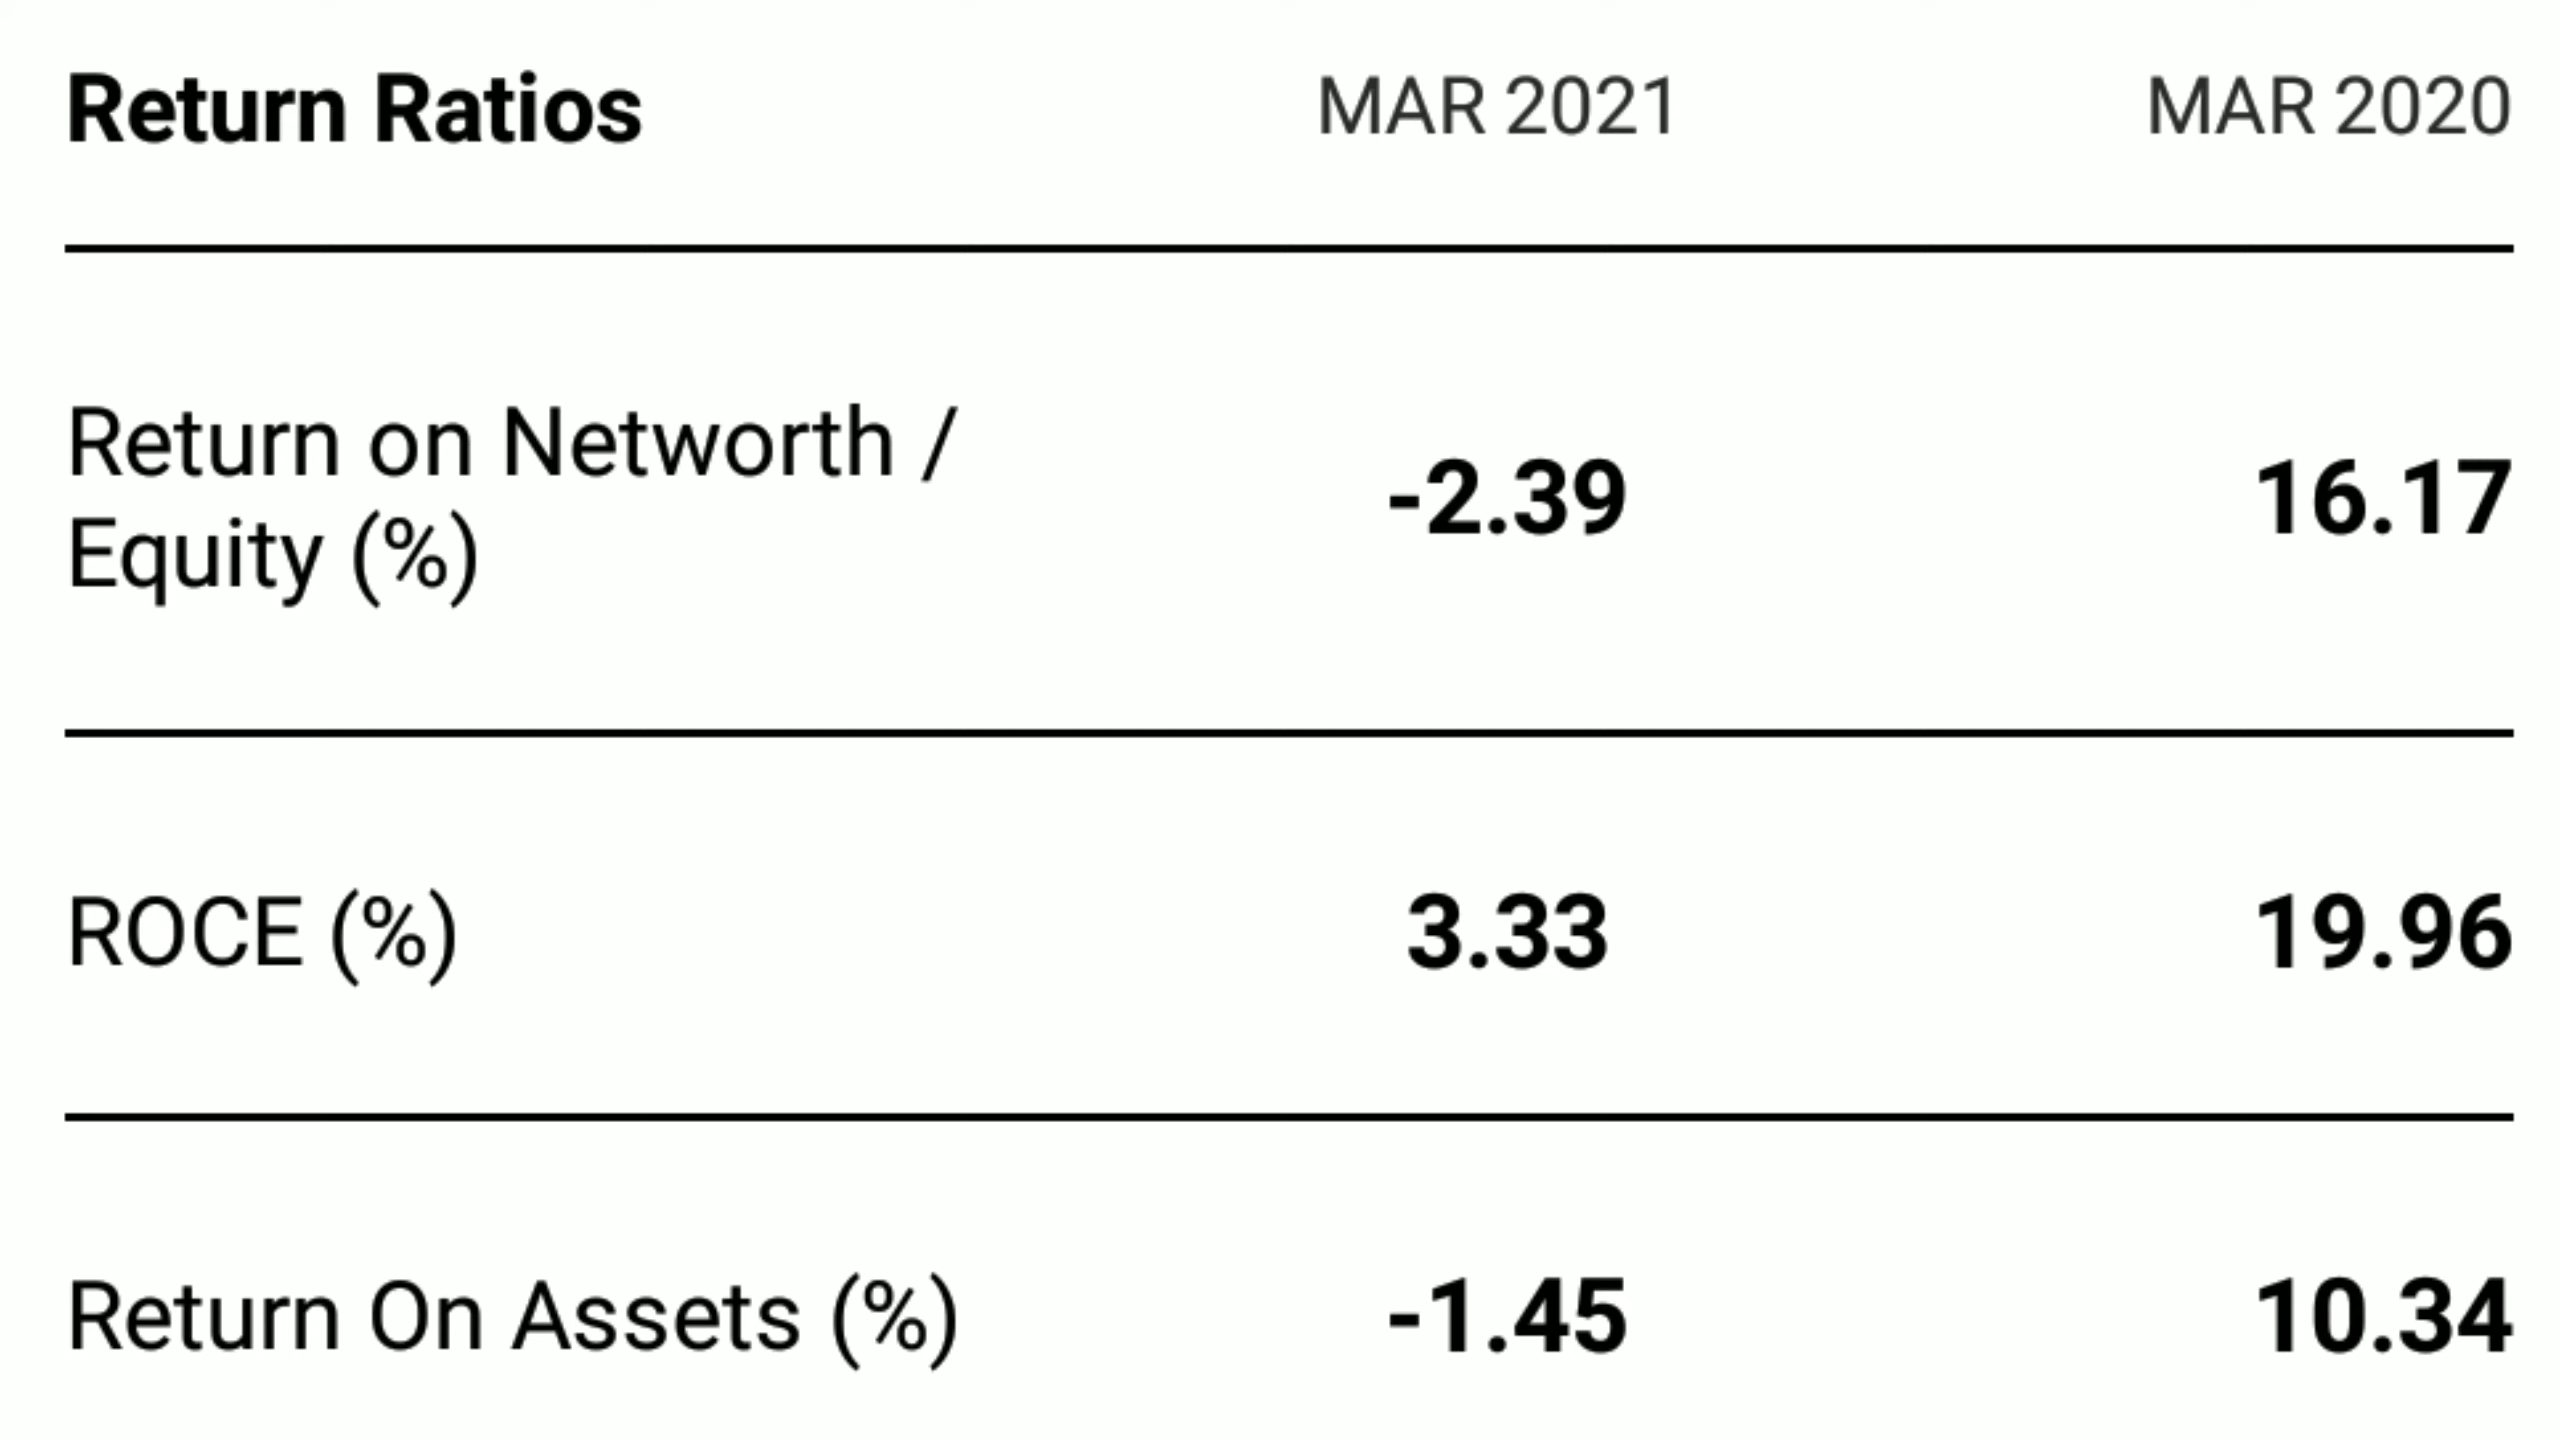 Return Ratios MAR 2021 MAR 2020
Return on Networth /
Equity (%) -2.39 16.17
ROCE (%) 3.33 19.96
Return On Assets (%) -1.45 10.34